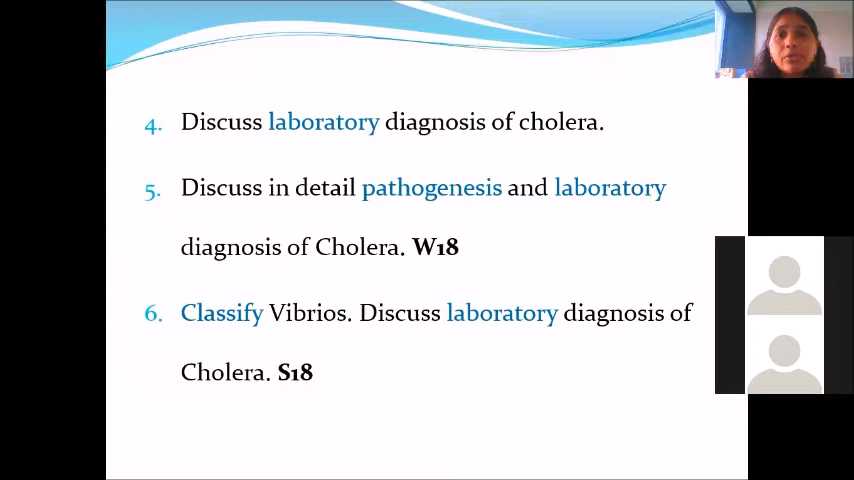 4. Discuss laboratory diagnosis of cholera.
5. Discuss in detail pathogenesis and laboratory
diagnosis of Cholera. W18
6. Classify Vibrios. Discuss laboratory diagnosis of
Cholera. S18